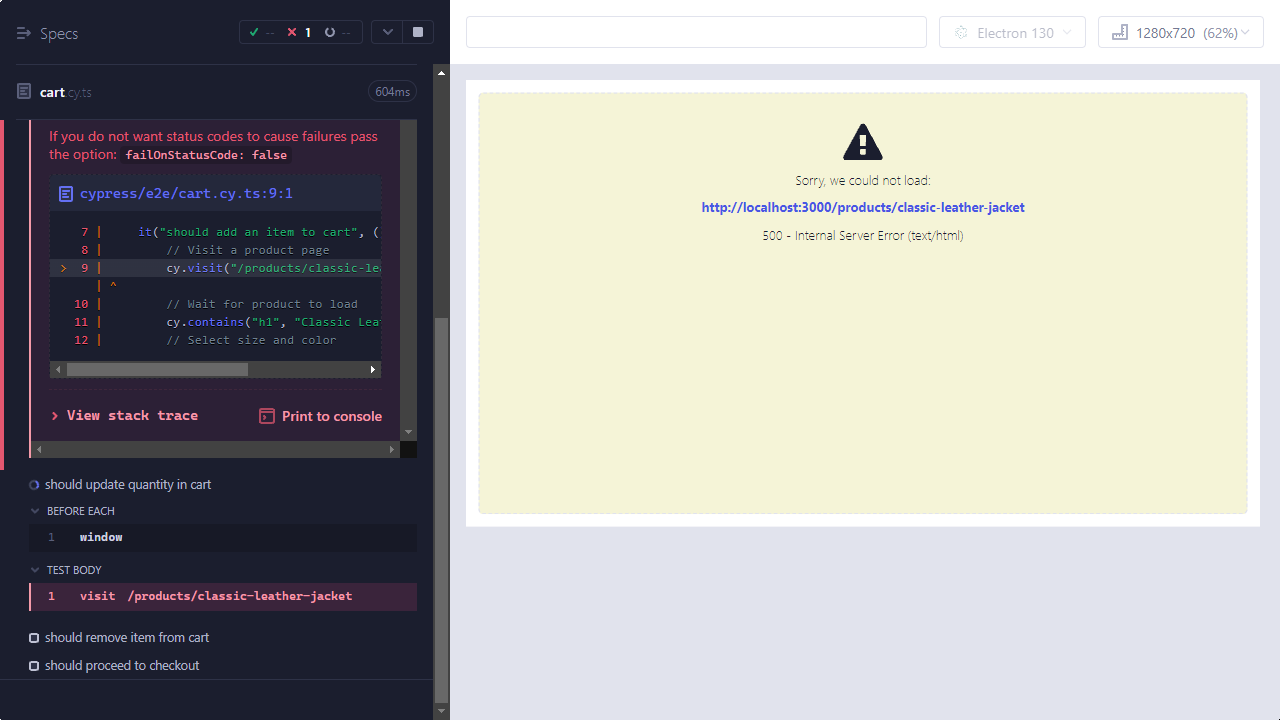 Specs
-- 1 --
cart.cy.ts
604ms
If you do not want status codes to cause failures pass
the option: failOnStatusCode: false
cypress/e2e/cart.cy.ts:9:1
7 | it("should add an item to cart", (
8 | // Visit a product page
> 9 | cy.visit("/products/classic-lea
| ^
10 | // Wait for product to load
11 | cy.contains("h1", "Classic Leat
12 | // Select size and color
View stack trace
Print to console
should update quantity in cart
BEFORE EACH
1 window
TEST BODY
1 visit /products/classic-leather-jacket
should remove item from cart
should proceed to checkout
Electron 130
1280x720 (62%)
Sorry, we could not load:
http://localhost:3000/products/classic-leather-jacket
500 - Internal Server Error (text/html)